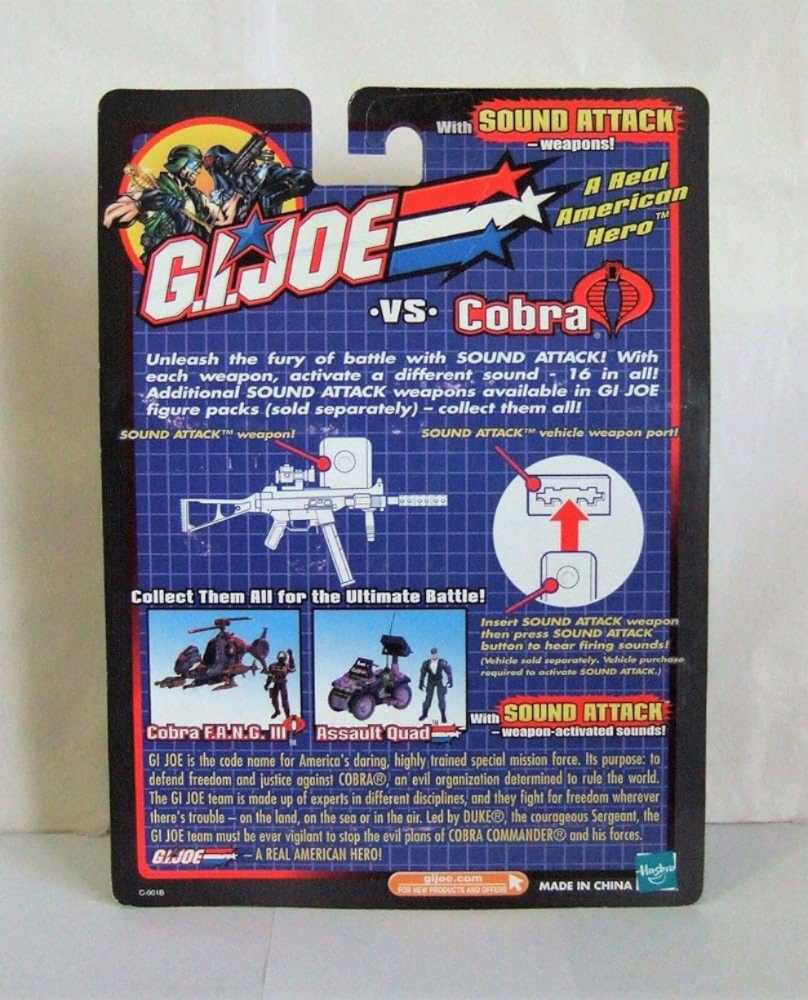 With SOUND ATTACK™
– weapons!
A Real
American
Hero™
G.I.JOE
·VS· Cobra®
Unleash the fury of battle with SOUND ATTACK! With
each weapon, activate a different sound - 16 in all!
Additional SOUND ATTACK weapons available in GI JOE
figure packs (sold separately) – collect them all!
SOUND ATTACK™ weapon!
SOUND ATTACK™ vehicle weapon port!
Collect Them All for the Ultimate Battle!
Insert SOUND ATTACK weapon
then press SOUND ATTACK
button to hear firing sounds!
(Vehicle sold separately. Vehicle purchase
required to activate SOUND ATTACK.)
Cobra F.A.N.G. III
Assault Quad
With SOUND ATTACK
– weapon-activated sounds!
GI JOE is the code name for America's daring, highly trained special mission force. Its purpose: to
defend freedom and justice against COBRA®, an evil organization determined to rule the world.
The GI JOE team is made up of experts in different disciplines, and they fight for freedom wherever
there's trouble – on the land, on the sea or in the air. Led by DUKE®, the courageous Sergeant, the
GI JOE team must be ever vigilant to stop the evil plans of COBRA COMMANDER® and his forces.
G.I.JOE – A REAL AMERICAN HERO!
C-001B
gijoe.com
FOR NEW PRODUCTS AND OFFERS
MADE IN CHINA
Hasbro